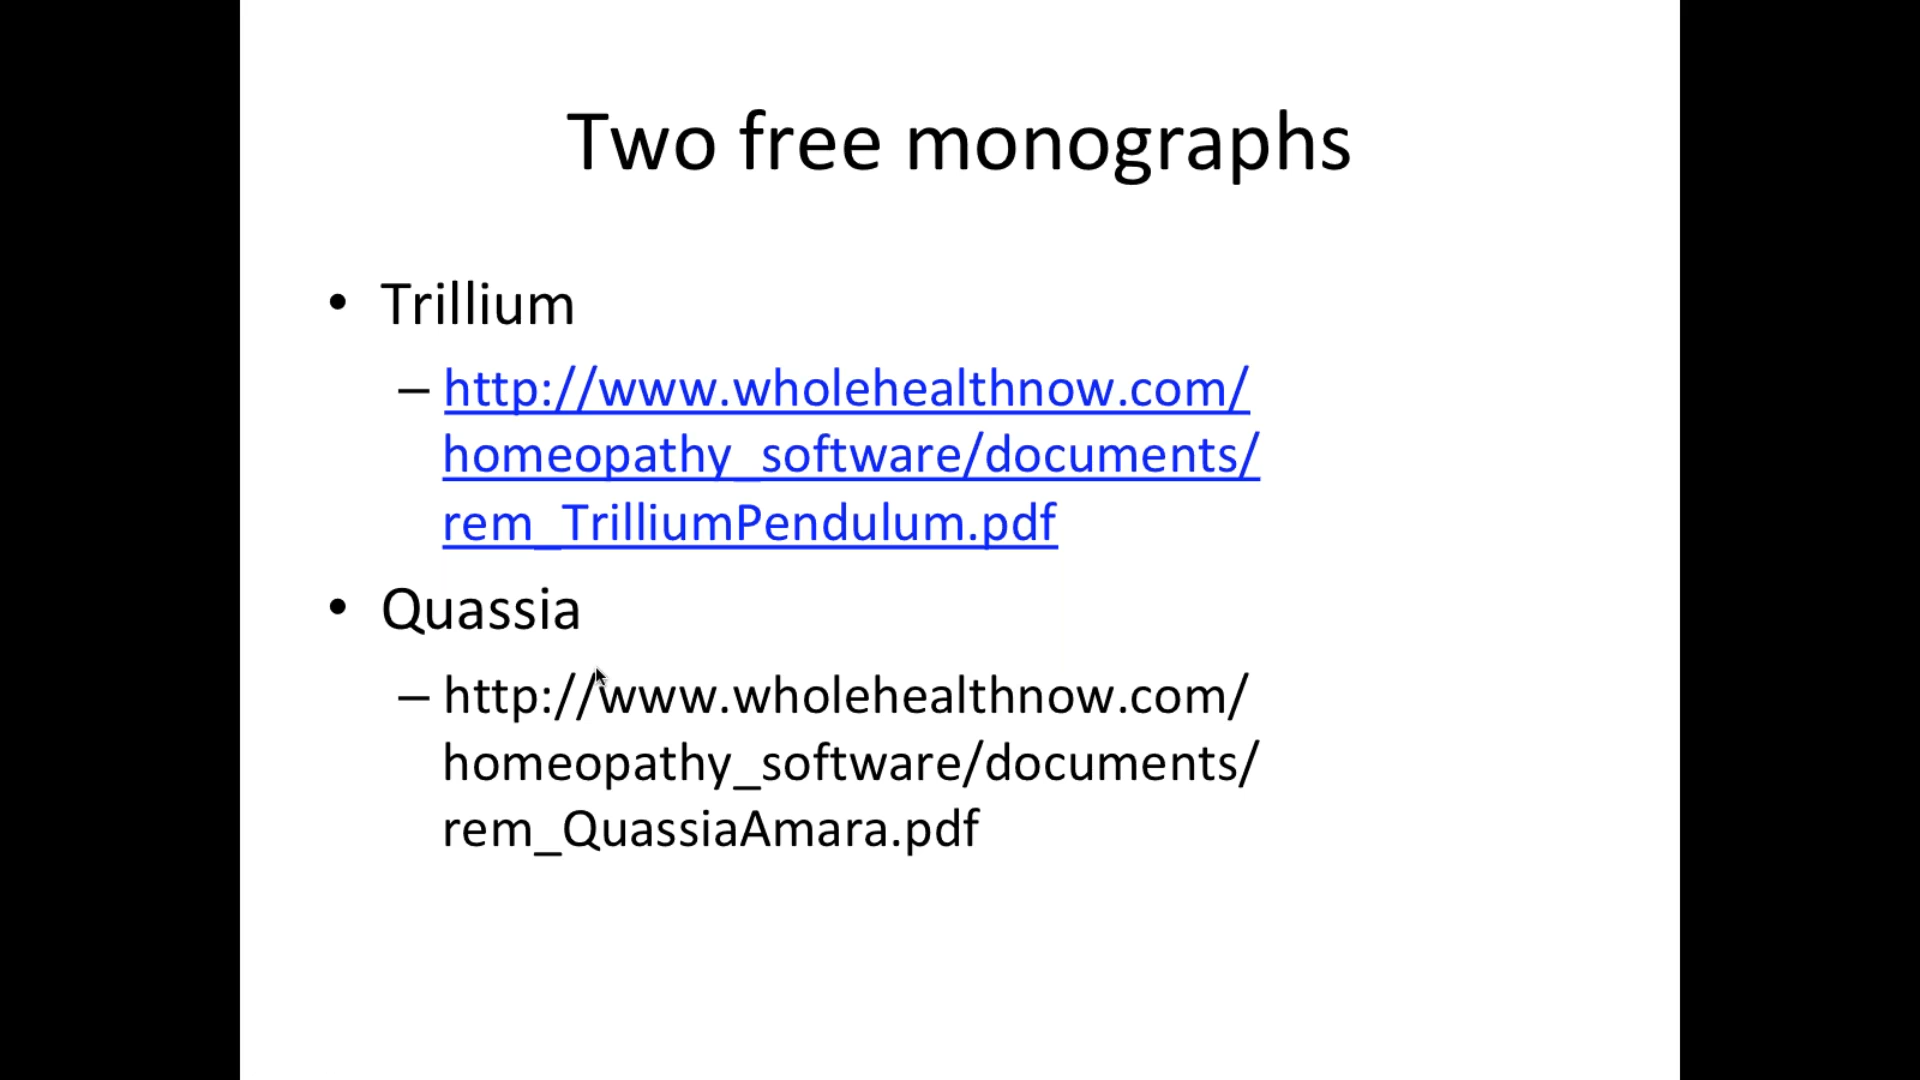 Two free monographs
• Trillium
– http://www.wholehealthnow.com/
homeopathy_software/documents/
rem_TrilliumPendulum.pdf
• Quassia
– http://www.wholehealthnow.com/
homeopathy_software/documents/
rem_QuassiaAmara.pdf